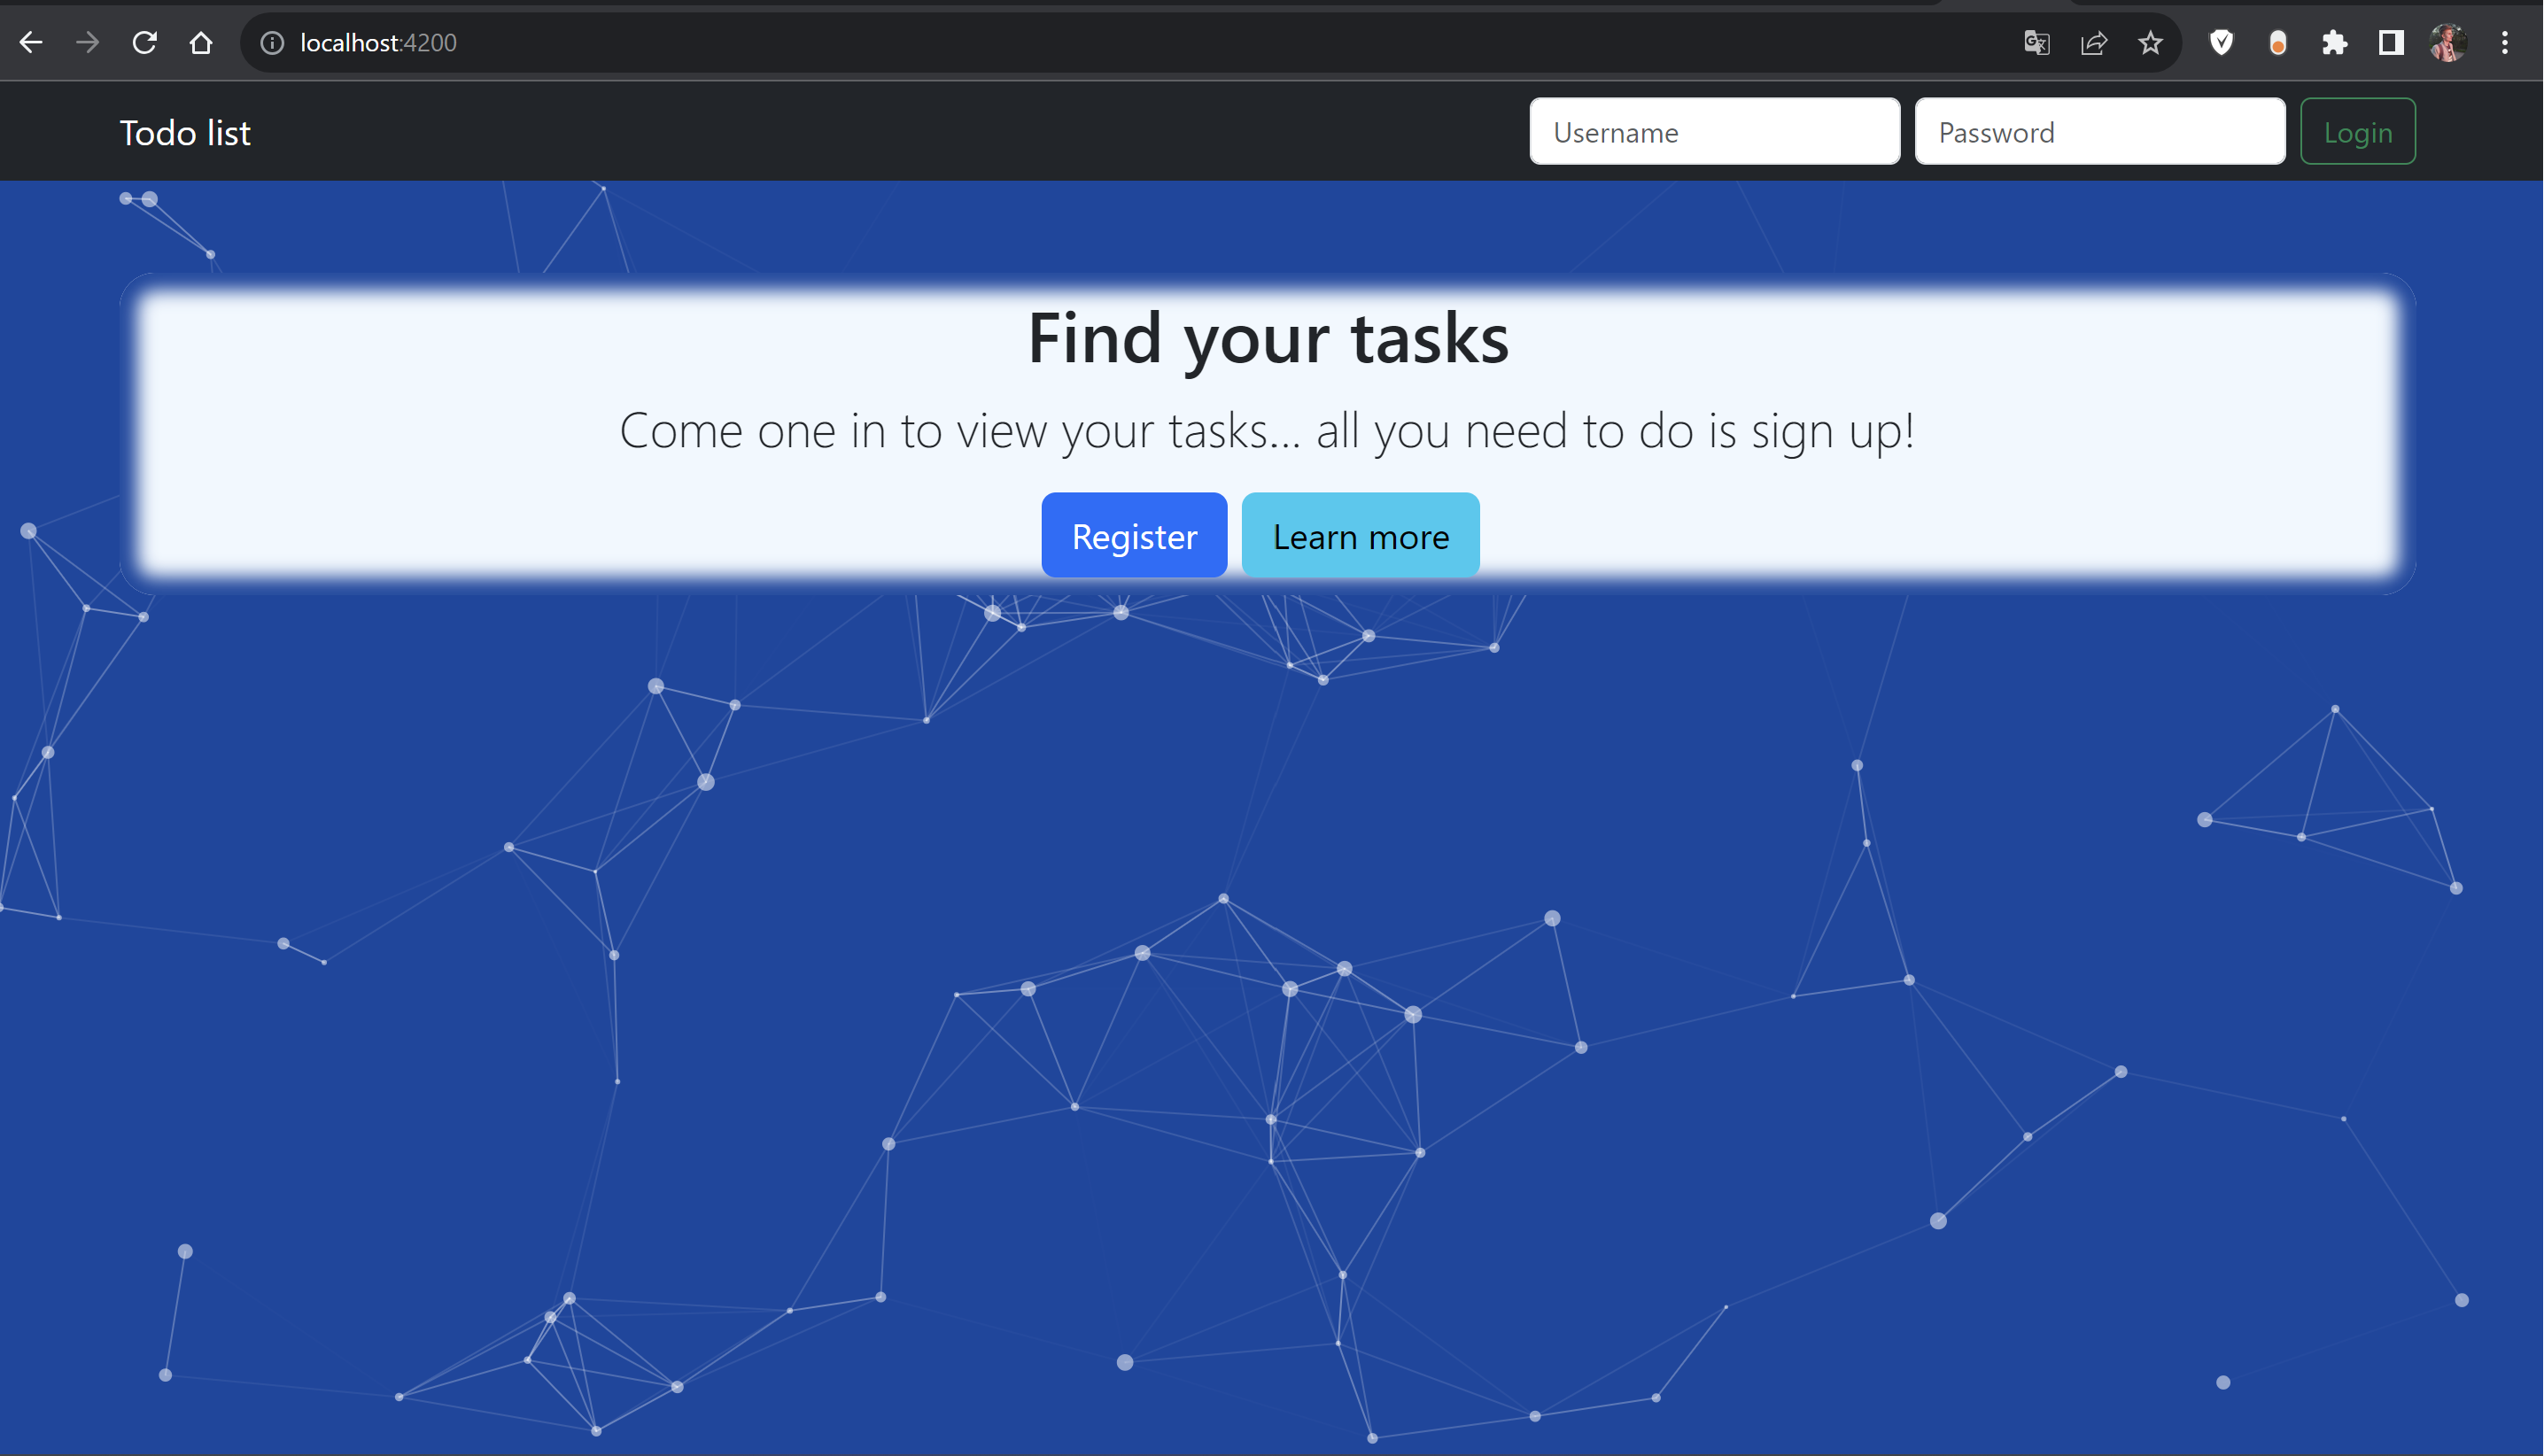 localhost:4200
Todo list
Username
Password
Login
Find your tasks
Come one in to view your tasks... all you need to do is sign up!
Register
Learn more